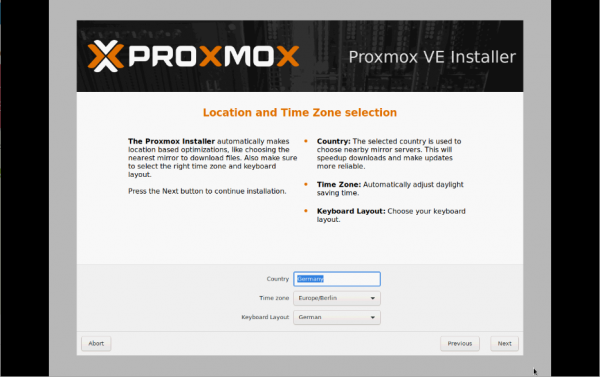 PROXMOX
Proxmox VE Installer
Location and Time Zone selection
The Proxmox Installer automatically makes
location based optimizations, like choosing the
nearest mirror to download files. Also make sure
to select the right time zone and keyboard
layout.
Press the Next button to continue installation.
• Country: The selected country is used to
choose nearby mirror servers. This will
speedup downloads and make updates
more reliable.
• Time Zone: Automatically adjust daylight
saving time.
• Keyboard Layout: Choose your keyboard
layout.
Country Germany
Time zone Europe/Berlin
Keyboard Layout German
Abort Previous Next